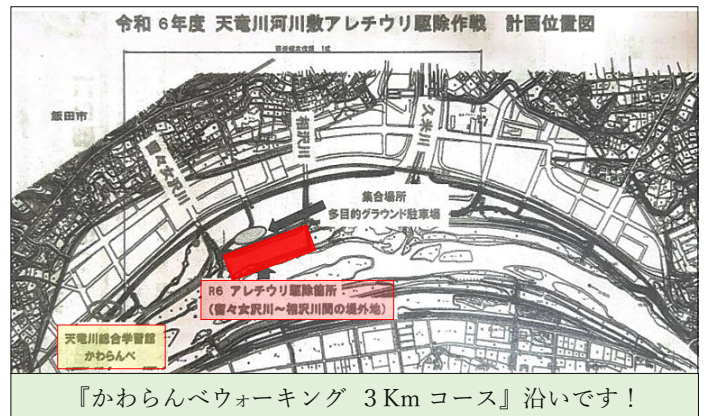 令和 6年度 天竜川河川敷アレチウリ駆除作戦 計画位置図
飯田市
留々女沢川
相沢川
久米川
集合場所
多目的グラウンド駐車場
R6 アレチウリ駆除箇所
(留々女沢川〜相沢川間の堤外地)
天竜川総合学習館
かわらんべ
『かわらんべウォーキング 3Km コース』沿いです!